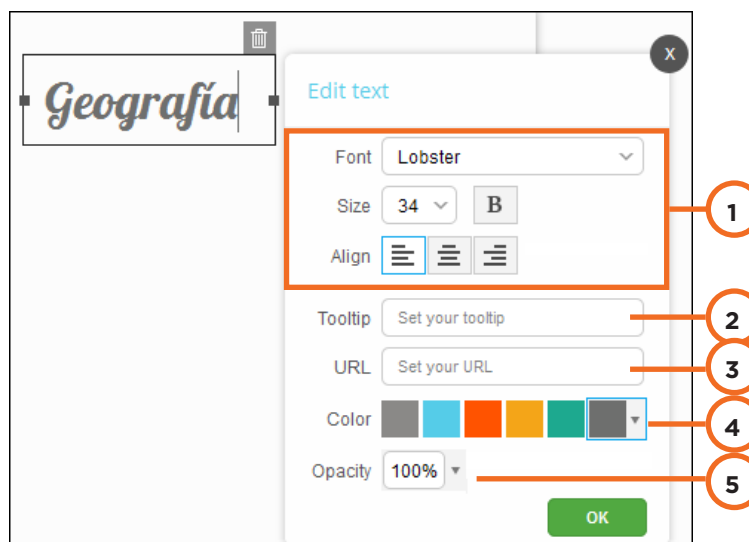 X
Geografía
Edit text
Font Lobster
Size 34 B
1
Align
Tooltip Set your tooltip
2
URL Set your URL
3
Color
4
Opacity 100%
5
OK